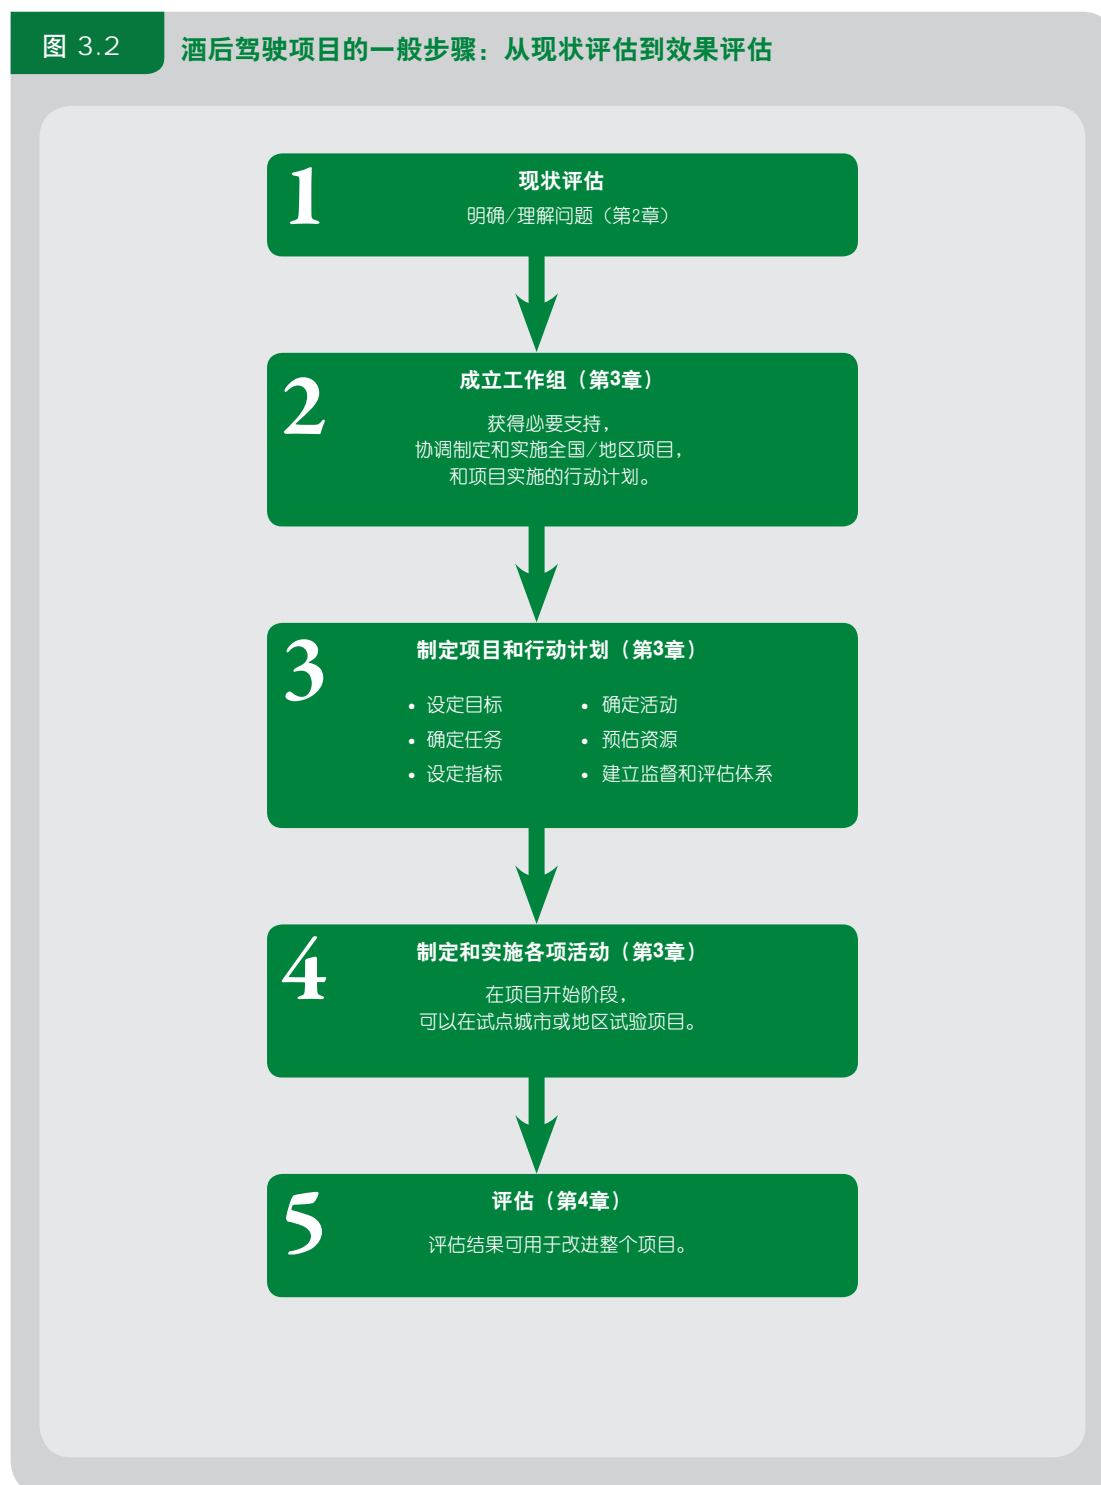 图 3.2
酒后驾驶项目的一般步骤：从现状评估到效果评估
1
现状评估
明确/理解问题（第2章）
2
成立工作组（第3章）
获得必要支持，
协调制定和实施全国/地区项目，
和项目实施的行动计划。
3
制定项目和行动计划（第3章）
• 设定目标
• 确定任务
• 设定指标
• 确定活动
• 预估资源
• 建立监督和评估体系
4
制定和实施各项活动（第3章）
在项目开始阶段，
可以在试点城市或地区试验项目。
5
评估（第4章）
评估结果可用于改进整个项目。